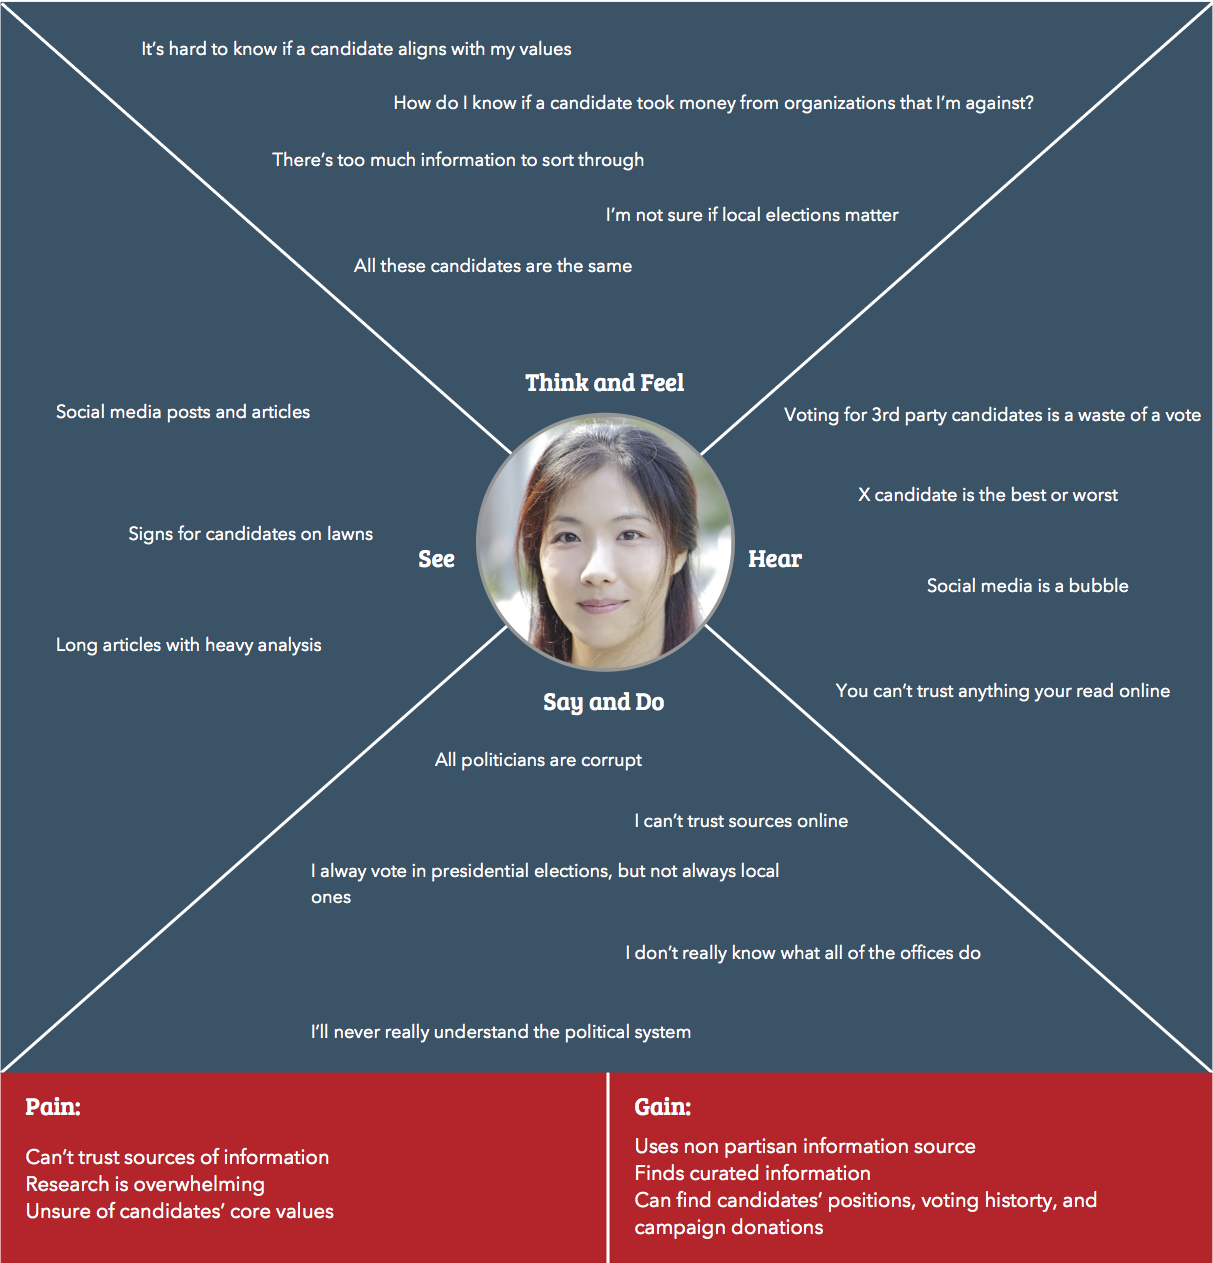 It's hard to know if a candidate aligns with my values
How do I know if a candidate took money from organizations that I'm against?
There's too much information to sort through
I'm not sure if local elections matter
All these candidates are the same
Think and Feel
Social media posts and articles
Signs for candidates on lawns
See
Long articles with heavy analysis
Voting for 3rd party candidates is a waste of a vote
X candidate is the best or worst
Hear
Social media is a bubble
You can't trust anything your read online
Say and Do
All politicians are corrupt
I can't trust sources online
I alway vote in presidential elections, but not always local
ones
I don't really know what all of the offices do
I'll never really understand the political system
Pain:
Can't trust sources of information
Research is overwhelming
Unsure of candidates' core values
Gain:
Uses non partisan information source
Finds curated information
Can find candidates' positions, voting historty, and
campaign donations